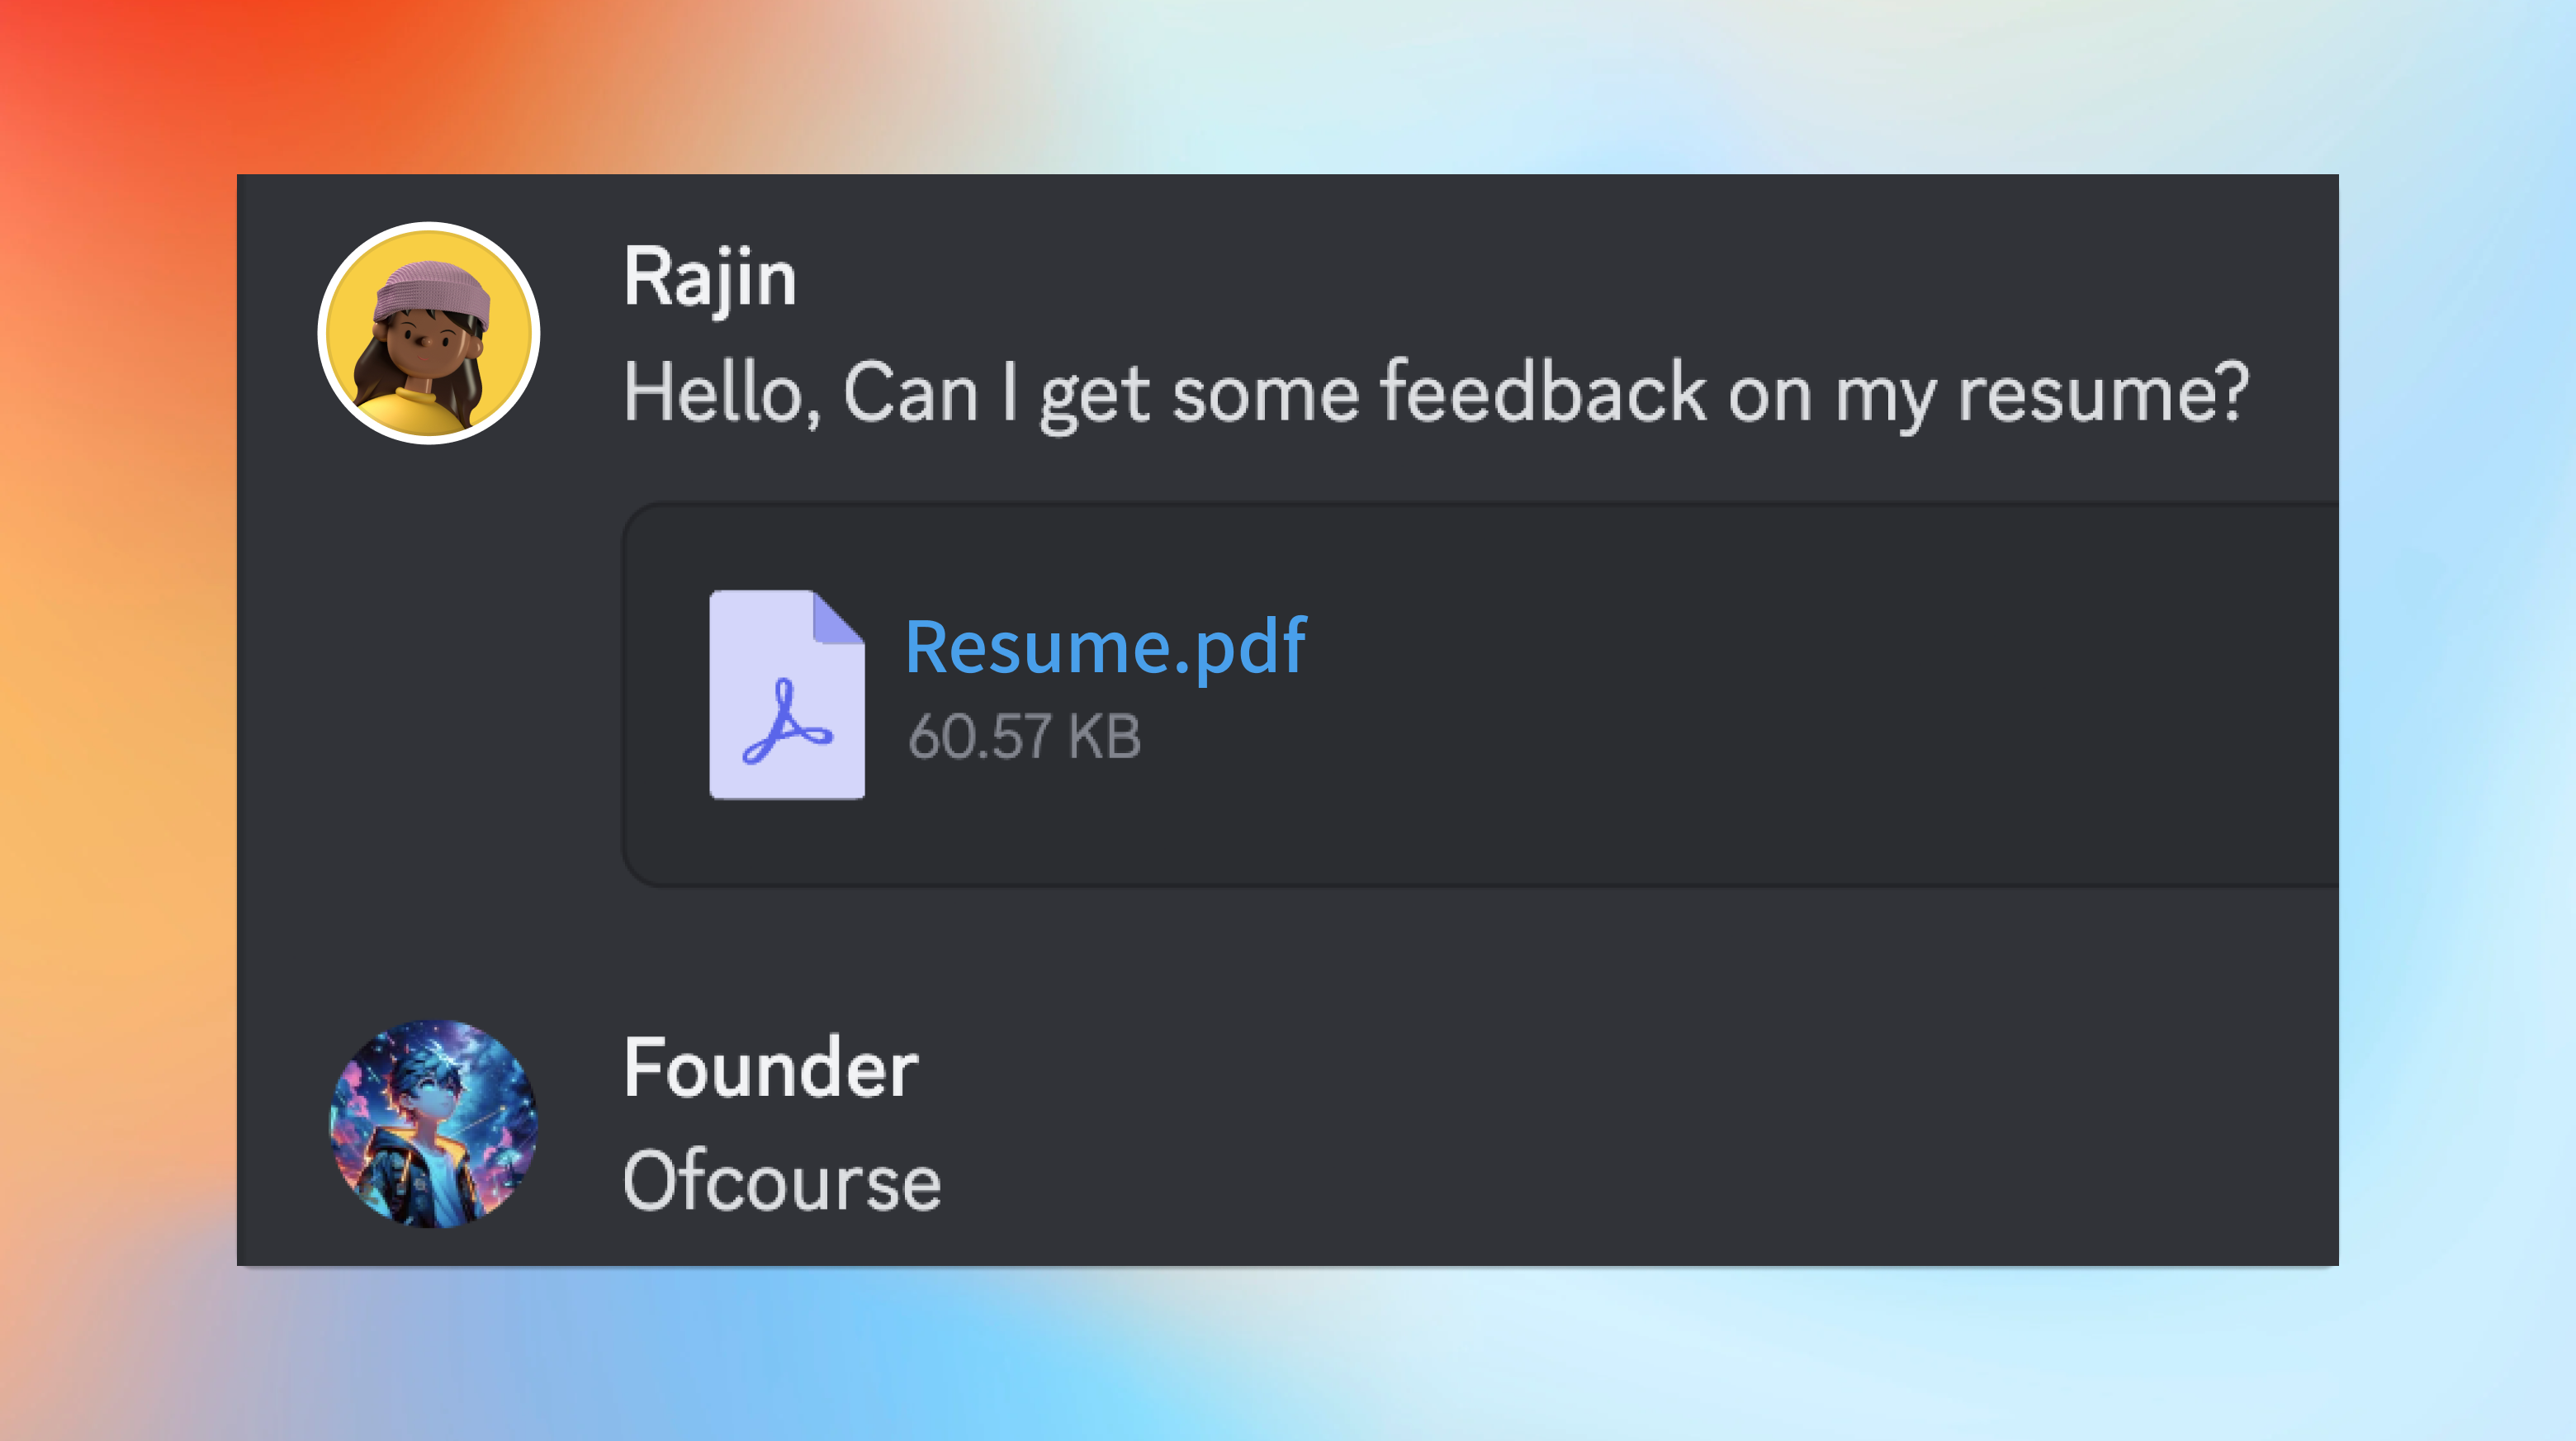 Rajin
Hello, Can I get some feedback on my resume?
Resume.pdf
60.57 KB
Founder
Ofcourse